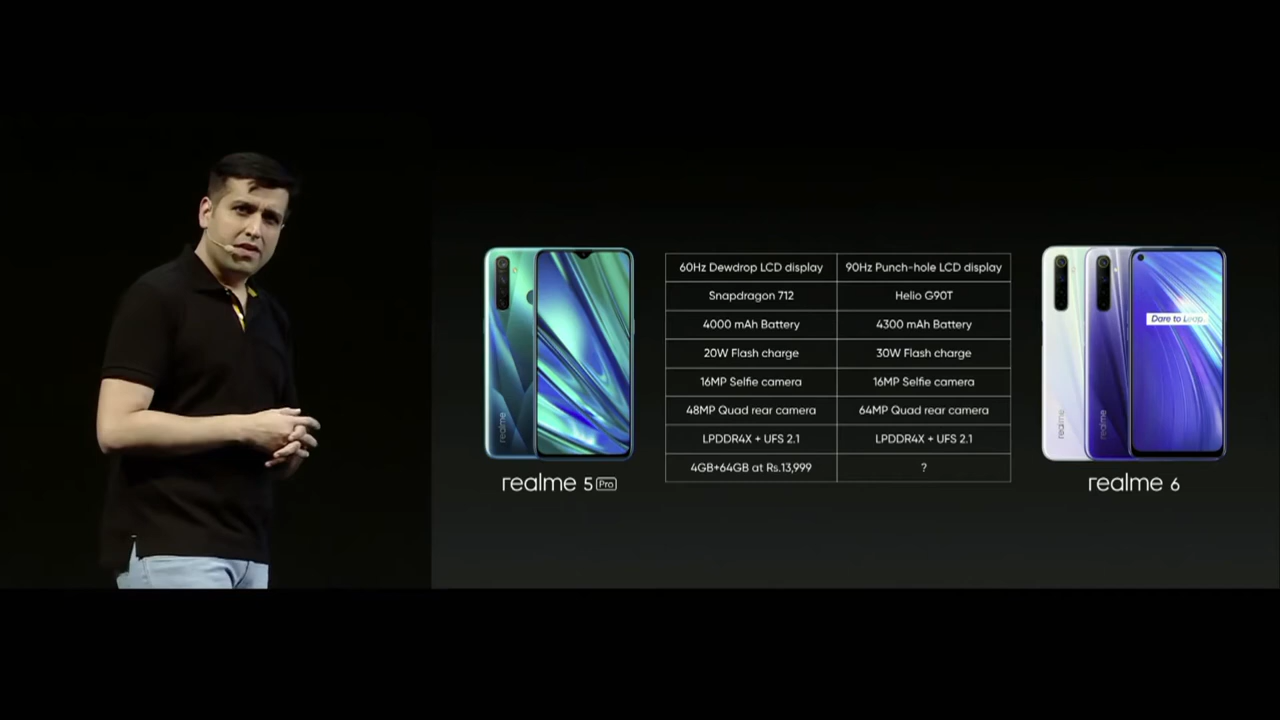 60Hz Dewdrop LCD display 90Hz Punch-hole LCD display
Snapdragon 712 Helio G90T
4000 mAh Battery 4300 mAh Battery
20W Flash charge 30W Flash charge
16MP Selfie camera 16MP Selfie camera
48MP Quad rear camera 64MP Quad rear camera
LPDDR4X + UFS 2.1 LPDDR4X + UFS 2.1
4GB+64GB at Rs.13,999 ?
realme
Dare to Leap
realme
realme
realme 5 Pro
realme 6